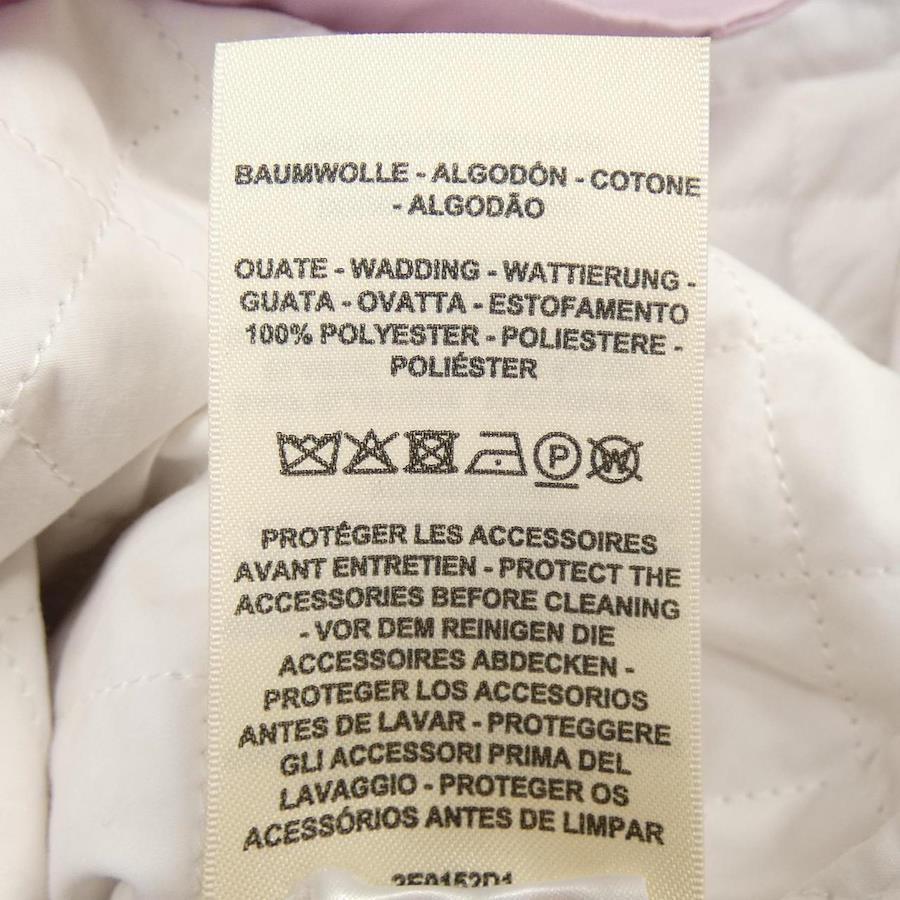 BAUMWOLLE - ALGODÓN - COTONE
- ALGODÃO
OUATE - WADDING - WATTIERUNG -
GUATA - OVATTA - ESTOFAMENTO
100% POLYESTER - POLIESTERE -
POLIÉSTER
P W
PROTÉGER LES ACCESSOIRES
AVANT ENTRETIEN - PROTECT THE
ACCESSORIES BEFORE CLEANING
- VOR DEM REINIGEN DIE
ACCESSOIRES ABDECKEN -
PROTEGER LOS ACCESORIOS
ANTES DE LAVAR - PROTEGGERE
GLI ACCESSORI PRIMA DEL
LAVAGGIO - PROTEGER OS
ACESSÓRIOS ANTES DE LIMPAR